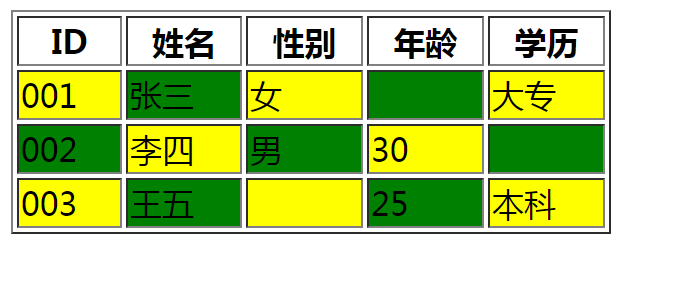 ID 姓名 性别 年龄 学历
001 张三 女 大专
002 李四 男 30
003 王五 25 本科